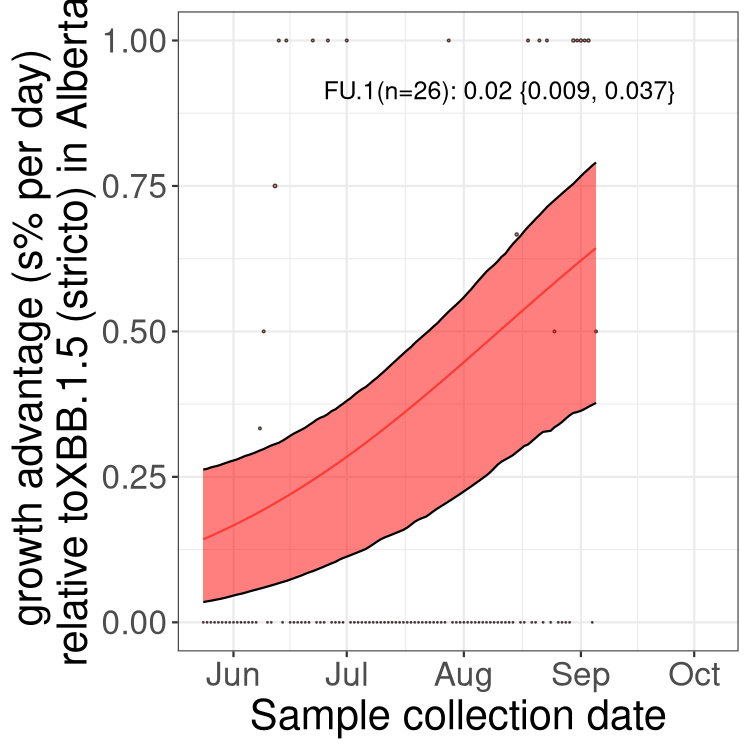 growth advantage (s% per day)
relative toXBB.1.5 (stricto) in Alberta
1.00
0.75
0.50
0.25
0.00
FU.1(n=26): 0.02 {0.009, 0.037}
Jun
Jul
Aug
Sep
Oct
Sample collection date